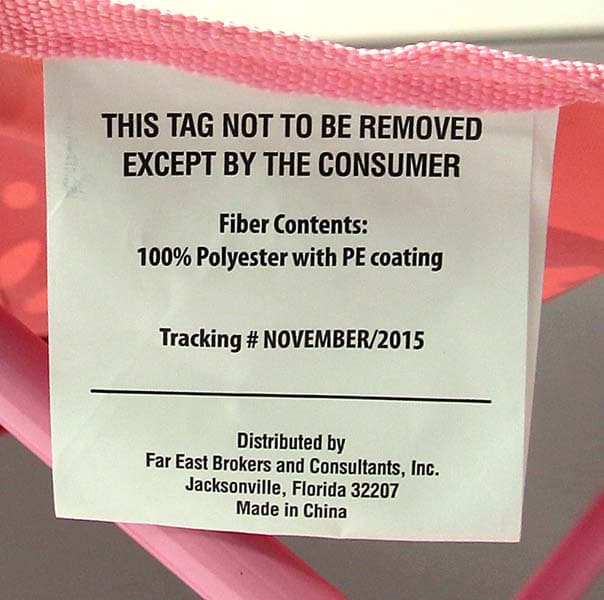 THIS TAG NOT TO BE REMOVED
EXCEPT BY THE CONSUMER
Fiber Contents:
100% Polyester with PE coating
Tracking # NOVEMBER/2015
Distributed by
Far East Brokers and Consultants, Inc.
Jacksonville, Florida 32207
Made in China